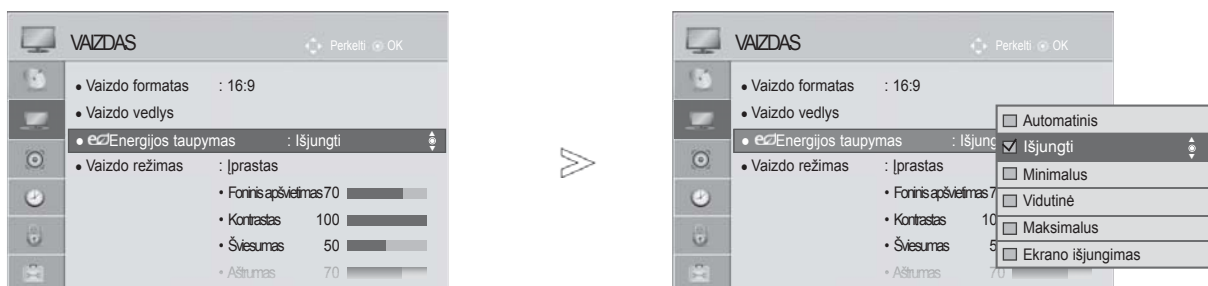 VAIZDAS Perkelti OK
• Vaizdo formatas : 16:9
• Vaizdo vedlys
• Energijos taupymas : Išjungti
• Vaizdo režimas : Įprastas
• Foninis apšvietimas 70
• Kontrastas 100
• Šviesumas 50
• Aštrumas 70
VAIZDAS Perkelti OK
• Vaizdo formatas : 16:9
• Vaizdo vedlys
• Energijos taupymas : Išjung
• Vaizdo režimas : Įprastas
• Foninis apšvietimas 7
• Kontrastas 10
• Šviesumas 5
• Aštrumas 70
Automatinis
Išjungti
Minimalus
Vidutinė
Maksimalus
Ekrano išjungimas